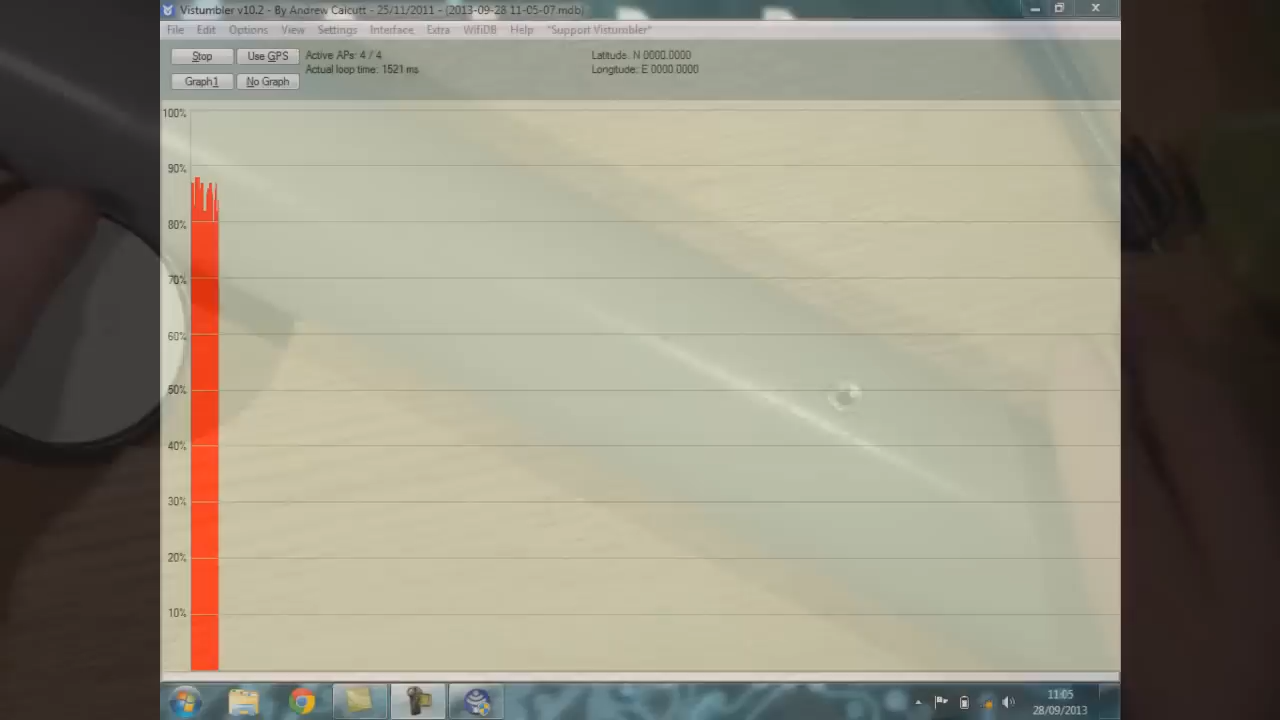 Vistumbler v10.2 - By Andrew Calcutt - 25/11/2011 - (2013-09-28 11-05-07.mdb)
File Edit Options View Settings Interface Extra WifiDB Help *Support Vistumbler*
Stop Use GPS Active APs: 4 / 4 Latitude: N 0000.0000
Actual loop time: 1521 ms Longitude: E 0000.0000
Graph1 No Graph
100%
90%
80%
70%
60%
50%
40%
30%
20%
10%
11:05
28/09/2013